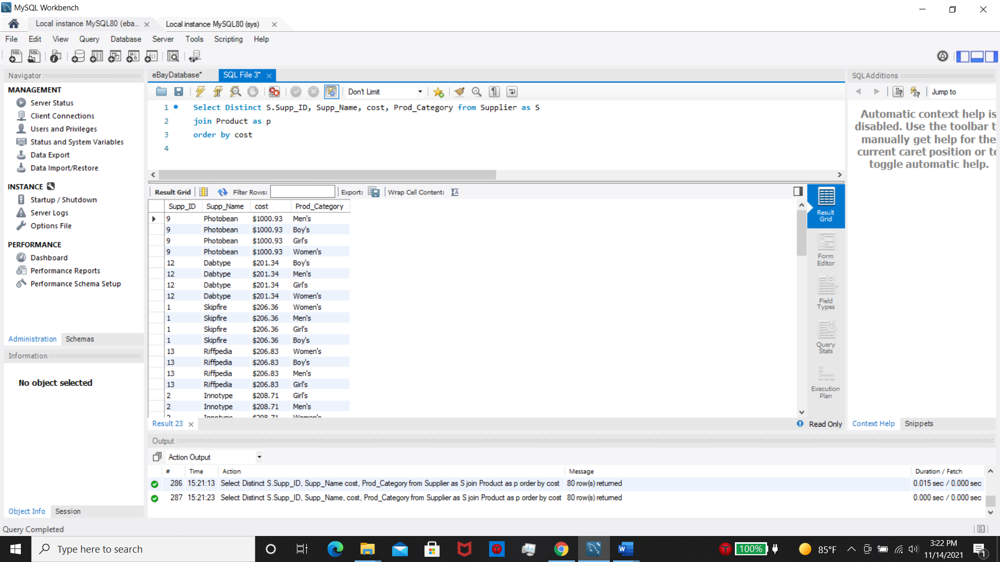 MySQL Workbench
Local instance MySQL80 (eba...
Local instance MySQL80 (sys)
File Edit View Query Database Server Tools Scripting Help
Navigator
MANAGEMENT
Server Status
Client Connections
Users and Privileges
Status and System Variables
Data Export
Data Import/Restore
INSTANCE
Startup / Shutdown
Server Logs
Options File
PERFORMANCE
Dashboard
Performance Reports
Performance Schema Setup
Administration Schemas
Information
No object selected
Object Info Session
eBayDatabase* SQL File 3*
Don't Limit
1 Select Distinct S.Supp_ID, Supp_Name, cost, Prod_Category from Supplier as S
2 join Product as p
3 order by cost
4
Result Grid Filter Rows: Export: Wrap Cell Content:
Supp_ID Supp_Name cost Prod_Category
9 Photobean $1000.93 Men's
9 Photobean $1000.93 Boy's
9 Photobean $1000.93 Girl's
9 Photobean $1000.93 Women's
12 Dabtype $201.34 Boy's
12 Dabtype $201.34 Men's
12 Dabtype $201.34 Girl's
12 Dabtype $201.34 Women's
1 Skipfire $206.36 Women's
1 Skipfire $206.36 Men's
1 Skipfire $206.36 Girl's
1 Skipfire $206.36 Boy's
13 Riffpedia $206.83 Women's
13 Riffpedia $206.83 Boy's
13 Riffpedia $206.83 Men's
13 Riffpedia $206.83 Girl's
2 Innotype $208.71 Girl's
2 Innotype $208.71 Men's
2 Innotype $208.71 Women's
Result Grid
Form Editor
Field Types
Query Stats
Execution Plan
Result 23
Read Only
SQLAdditions
Jump to
Automatic context help is
disabled. Use the toolbar t
manually get help for the
current caret position or to
toggle automatic help.
Context Help Snippets
Output
Action Output
# Time Action Message Duration / Fetch
286 15:21:13 Select Distinct S.Supp_ID, Supp_Name cost, Prod_Category from Supplier as S join Product as p order by cost 80 row(s) returned 0.015 sec / 0.000 sec
287 15:21:23 Select Distinct S.Supp_ID, Supp_Name, cost, Prod_Category from Supplier as S join Product as p order by cost 80 row(s) returned 0.000 sec / 0.000 sec
Query Completed
Type here to search
100%
85°F
3:22 PM
11/14/2021
1